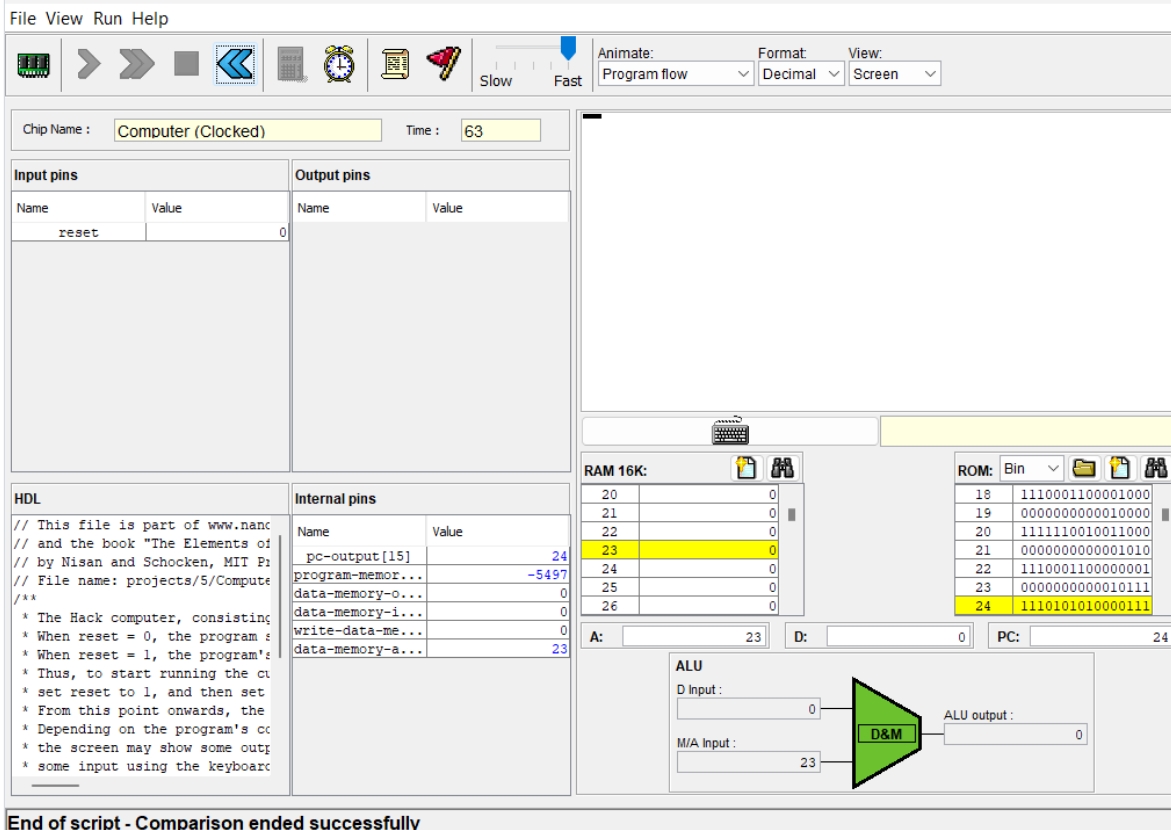 File View Run Help
Slow Fast
Animate: Format: View:
Program flow Decimal Screen
Chip Name : Computer (Clocked) Time : 63
Input pins
Name Value
reset 0
Output pins
Name Value
HDL
// This file is part of www.nand
// and the book "The Elements of
// by Nisan and Schocken, MIT Pr
// File name: projects/5/Compute
/**
* The Hack computer, consisting
* When reset = 0, the program s
* When reset = 1, the program's
* Thus, to start running the cu
* set reset to 1, and then set
* From this point onwards, the
* Depending on the program's co
* the screen may show some outp
* some input using the keyboard
Internal pins
Name Value
pc-output[15] 24
program-memor... -5497
data-memory-o... 0
data-memory-i... 0
write-data-me... 0
data-memory-a... 23
RAM 16K:
20 0
21 0
22 0
23 0
24 0
25 0
26 0
ROM: Bin
18 1110001100001000
19 0000000000010000
20 1111110010011000
21 0000000000001010
22 1110001100000001
23 0000000000010111
24 1110101010000111
A: 23 D: 0 PC: 24
ALU
D Input : 0
M/A Input : 23
D&M
ALU output : 0
End of script - Comparison ended successfully